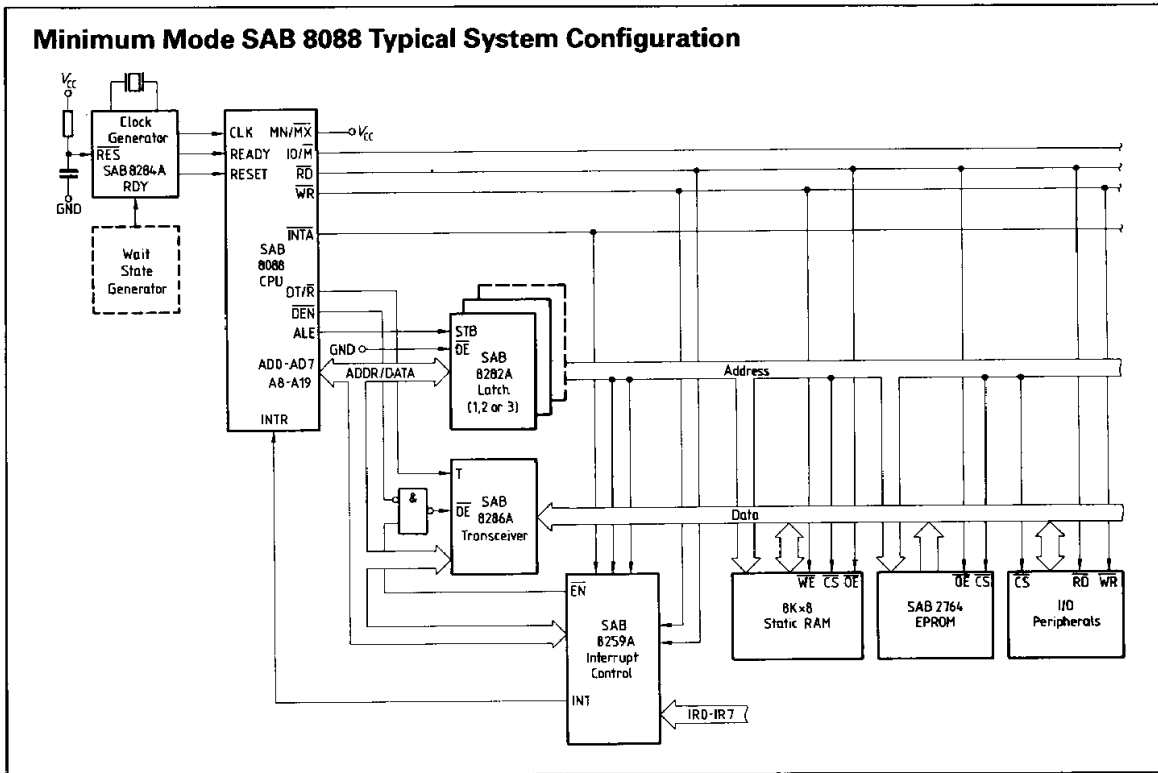 Minimum Mode SAB 8088 Typical System Configuration
VCC
Clock
Generator
RES
SAB 8284A
RDY
GND
Wait
State
Generator
CLK
READY
RESET
MN/MX
IO/M
RD
WR
INTA
SAB
8088
CPU
DT/R
DEN
ALE
AD0-AD7
A8-A19
INTR
VCC
GND
ADDR/DATA
STB
OE
SAB
8282A
Latch
(1,2 or 3)
Address
T
&
OE
SAB
8286A
Transceiver
Data
EN
SAB
8259A
Interrupt
Control
INT
IR0-IR7
WE CS OE
8K×8
Static RAM
OE CS
SAB 2764
EPROM
CS RD WR
I/O
Peripherals